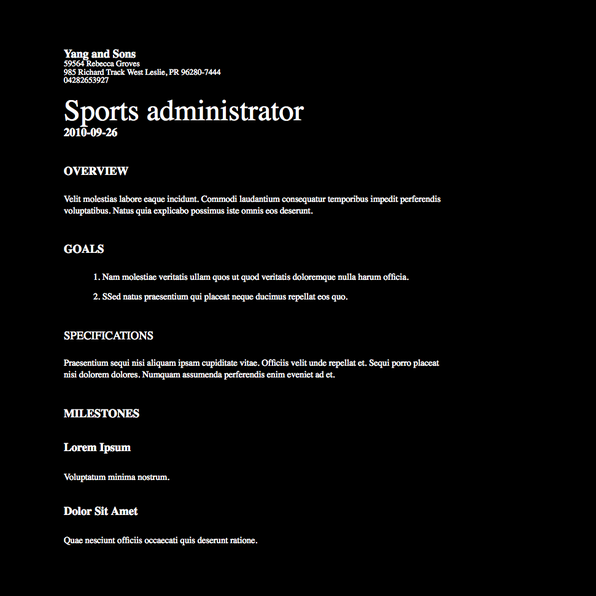 Yang and Sons
59564 Rebecca Groves
985 Richard Track West Leslie, PR 96280-7444
04282653927
Sports administrator
2010-09-26
OVERVIEW
Velit molestias labore eaque incidunt. Commodi laudantium consequatur temporibus impedit perferendis
voluptatibus. Natus quia explicabo possimus iste omnis eos deserunt.
GOALS
1. Nam molestiae veritatis ullam quos ut quod veritatis doloremque nulla harum officia.
2. SSed natus praesentium qui placeat neque ducimus repellat eos quo.
SPECIFICATIONS
Praesentium sequi nisi aliquam ipsam cupiditate vitae. Officiis velit unde repellat et. Sequi porro placeat
nisi dolorem dolores. Numquam assumenda perferendis enim eveniet ad et.
MILESTONES
Lorem Ipsum
Voluptatum minima nostrum.
Dolor Sit Amet
Quae nesciunt officiis occaecati quis deserunt ratione.